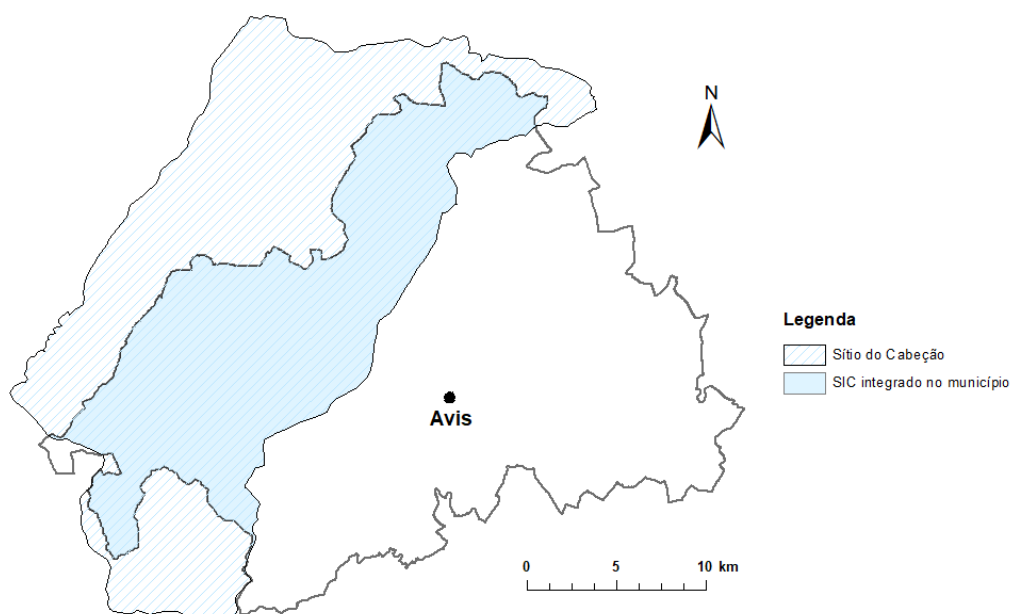 N
Legenda
Sítio do Cabeção
SIC integrado no município
Avis
0 5 10 km